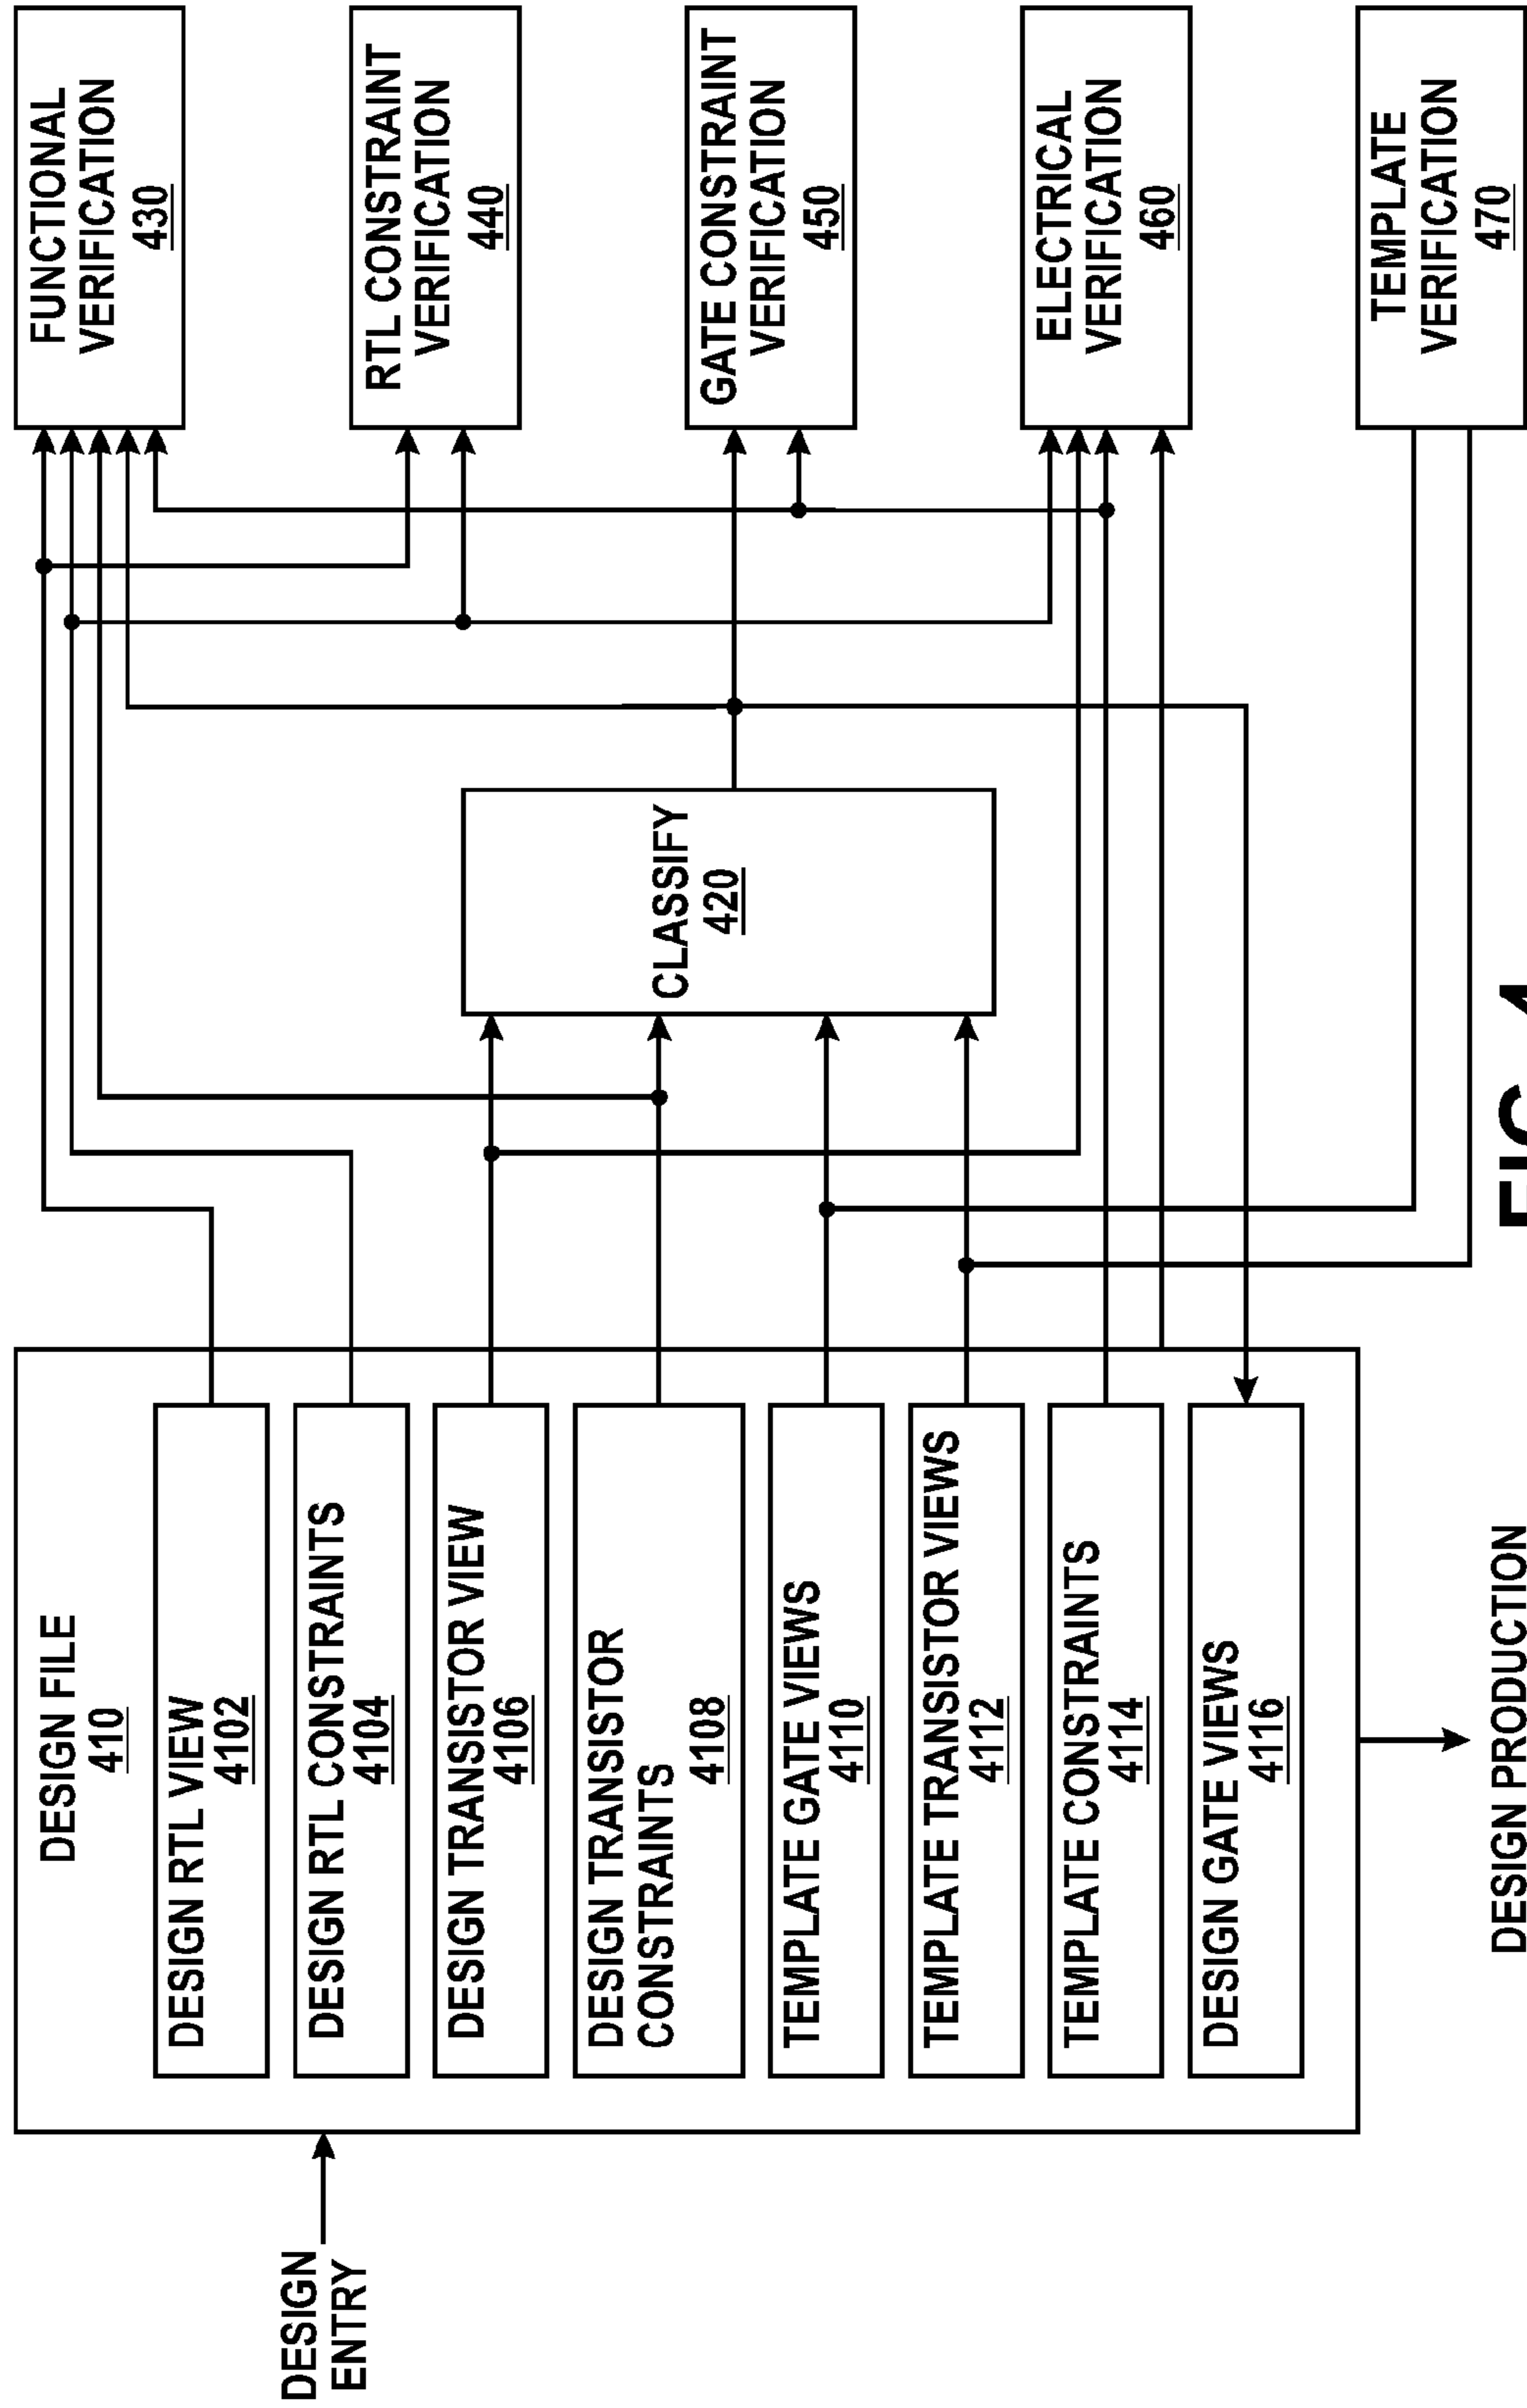 DESIGN
ENTRY
DESIGN FILE
410
DESIGN RTL VIEW
4102
DESIGN RTL CONSTRAINTS
4104
DESIGN TRANSISTOR VIEW
4106
DESIGN TRANSISTOR
CONSTRAINTS
4108
TEMPLATE GATE VIEWS
4110
TEMPLATE TRANSISTOR VIEWS
4112
TEMPLATE CONSTRAINTS
4114
DESIGN GATE VIEWS
4116
DESIGN PRODUCTION
CLASSIFY
420
FUNCTIONAL
VERIFICATION
430
RTL CONSTRAINT
VERIFICATION
440
GATE CONSTRAINT
VERIFICATION
450
ELECTRICAL
VERIFICATION
460
TEMPLATE
VERIFICATION
470